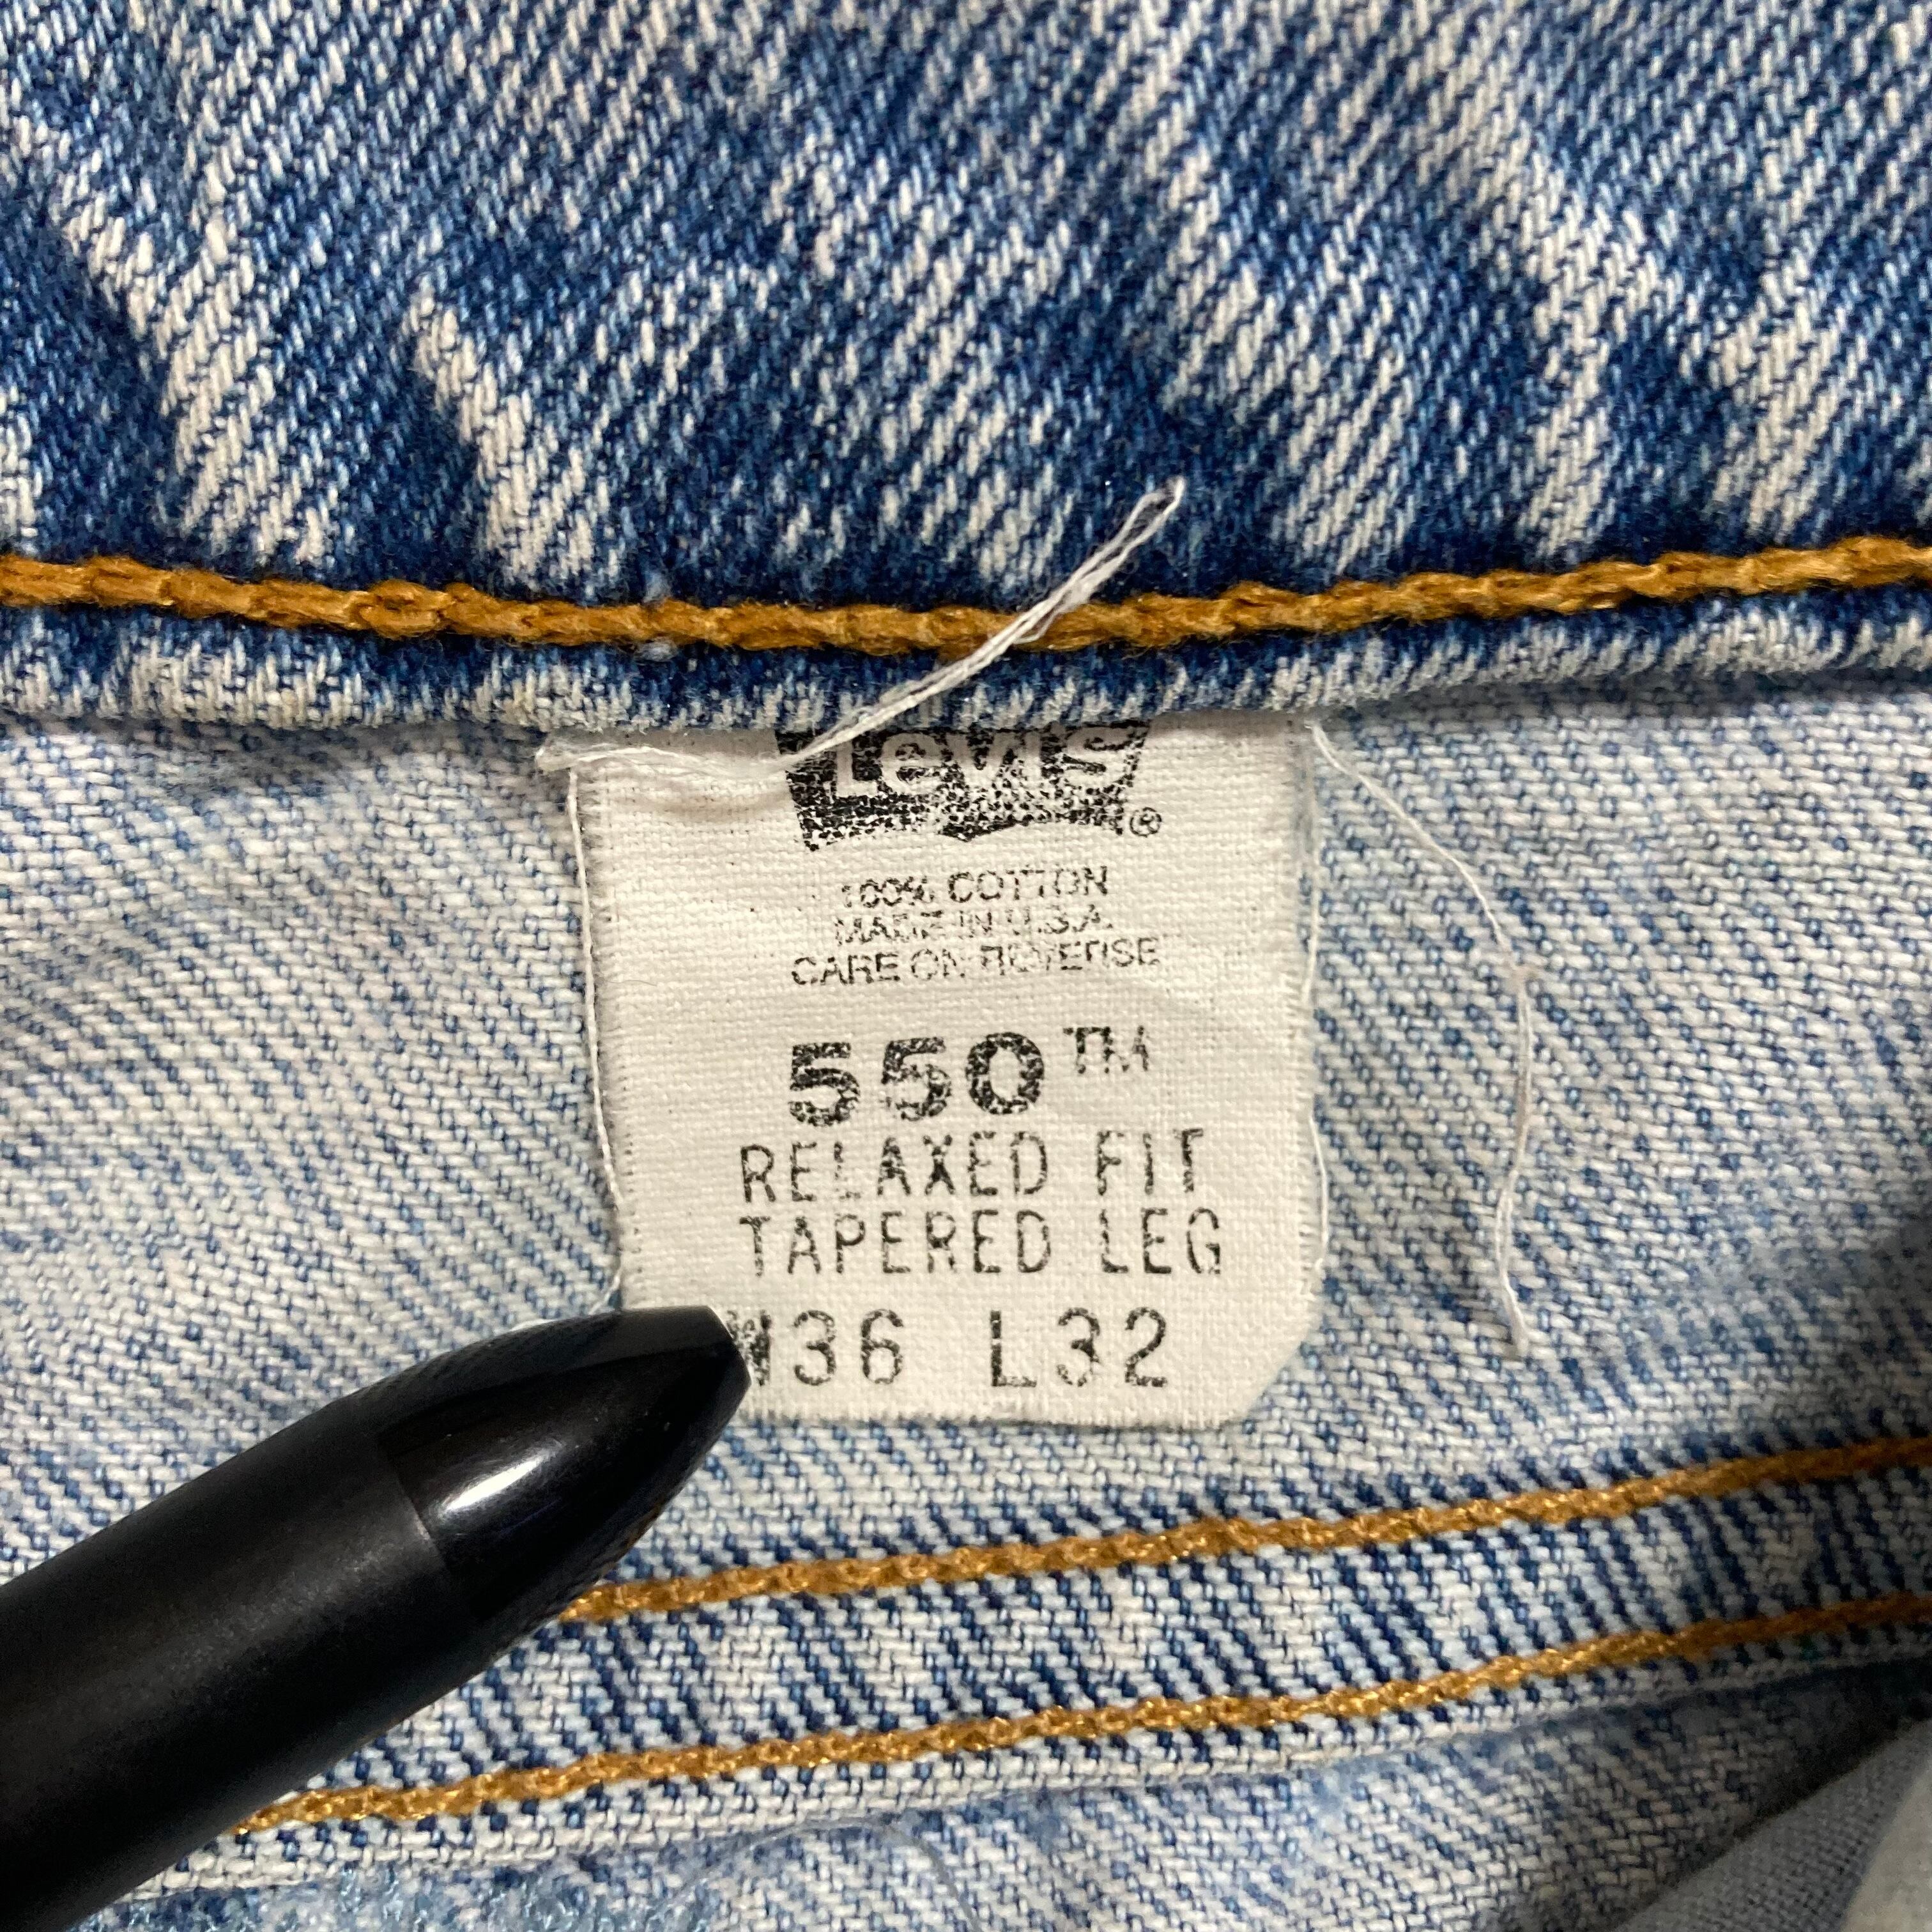 Levi's ®
100% COTTON
MADE IN U.S.A.
CARE ON REVERSE
550™
RELAXED FIT
TAPERED LEG
W36 L32